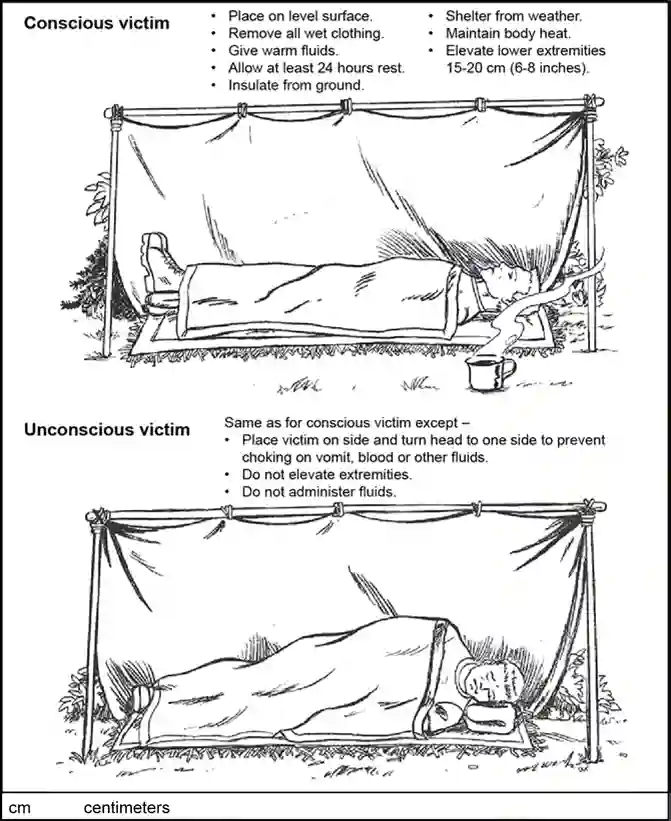 Conscious victim
• Place on level surface.
• Remove all wet clothing.
• Give warm fluids.
• Allow at least 24 hours rest.
• Insulate from ground.
• Shelter from weather.
• Maintain body heat.
• Elevate lower extremities
15-20 cm (6-8 inches).
Unconscious victim
Same as for conscious victim except –
• Place victim on side and turn head to one side to prevent
choking on vomit, blood or other fluids.
• Do not elevate extremities.
• Do not administer fluids.
cm centimeters